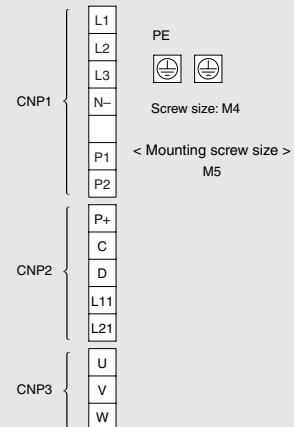 CNP1
L1
L2
L3
N–
P1
P2
PE
Screw size: M4
< Mounting screw size >
M5
CNP2
P+
C
D
L11
L21
CNP3
U
V
W